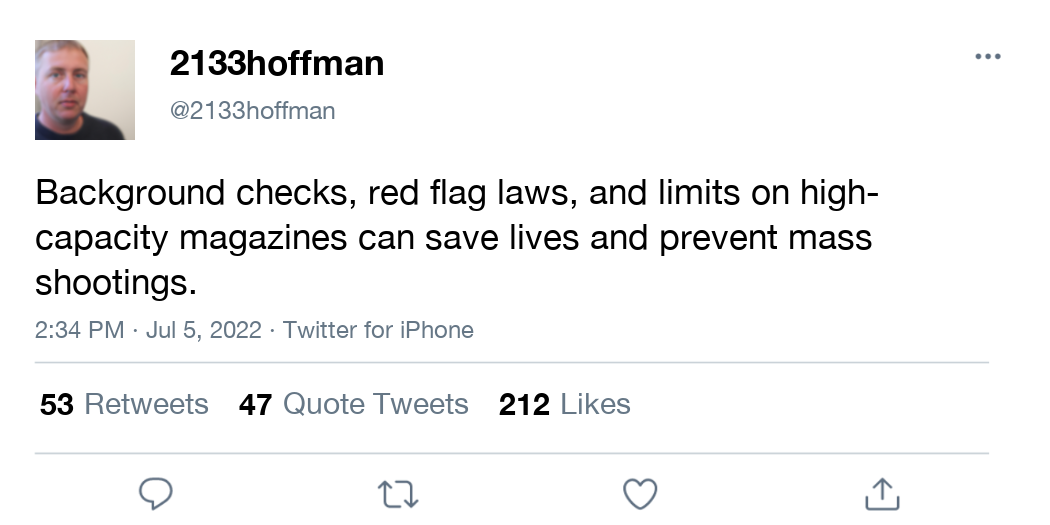 2133hoffman
@2133hoffman
Background checks, red flag laws, and limits on high-
capacity magazines can save lives and prevent mass
shootings.
2:34 PM · Jul 5, 2022 · Twitter for iPhone
53 Retweets 47 Quote Tweets 212 Likes